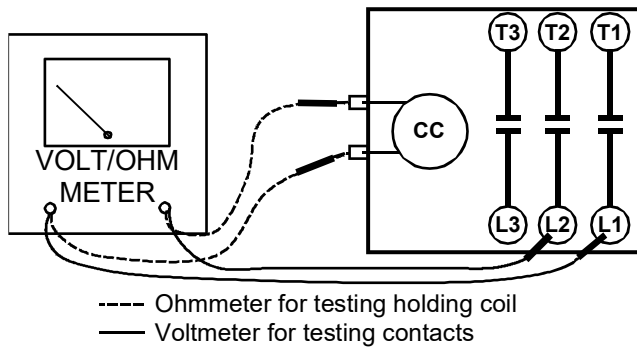 T3 T2 T1
CC
VOLT/OHM
METER
L3 L2 L1
Ohmmeter for testing holding coil
Voltmeter for testing contacts